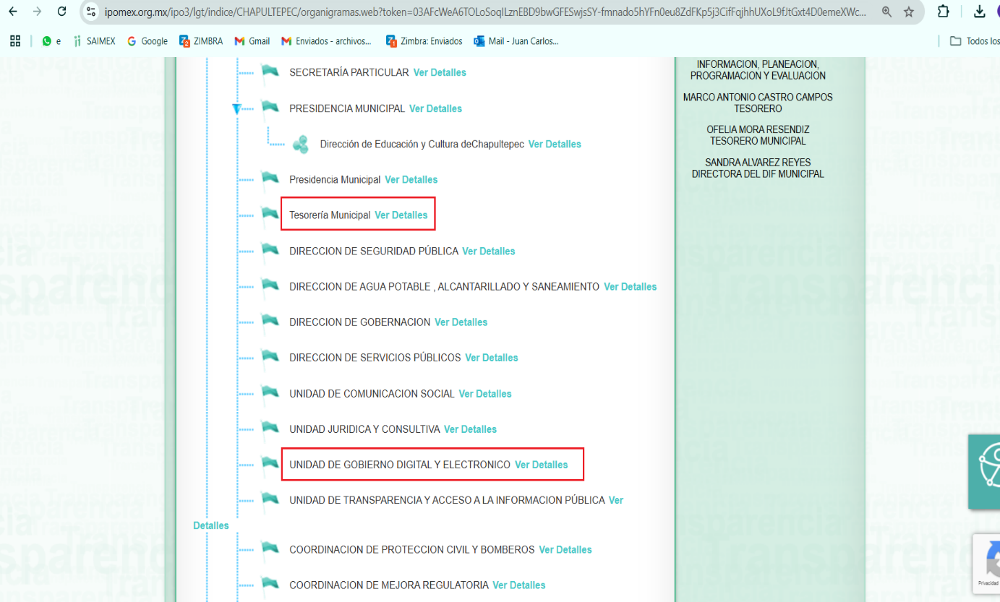 ipomex.org.mx/ipo3/lgt/indice/CHAPULTEPEC/organigramas.web?token=03AFcWeA6TOLoSoqILznEBD9bwGFESwjsSY-fmnado5hYFn0eu8ZdFKp5j3CifFqjhhUXoL9fJtGxt4D0emeXWc...
e
SAIMEX
Google
ZIMBRA
Gmail
Enviados - archivos...
Zimbra: Enviados
Mail - Juan Carlos...
Todos los
SECRETARÍA PARTICULAR Ver Detalles
PRESIDENCIA MUNICIPAL Ver Detalles
Dirección de Educación y Cultura deChapultepec Ver Detalles
Presidencia Municipal Ver Detalles
Tesorería Municipal Ver Detalles
DIRECCION DE SEGURIDAD PÚBLICA Ver Detalles
DIRECCION DE AGUA POTABLE , ALCANTARILLADO Y SANEAMIENTO Ver Detalles
DIRECCION DE GOBERNACION Ver Detalles
DIRECCION DE SERVICIOS PÚBLICOS Ver Detalles
UNIDAD DE COMUNICACION SOCIAL Ver Detalles
UNIDAD JURIDICA Y CONSULTIVA Ver Detalles
UNIDAD DE GOBIERNO DIGITAL Y ELECTRONICO Ver Detalles
UNIDAD DE TRANSPARENCIA Y ACCESO A LA INFORMACION PÚBLICA Ver
Detalles
COORDINACION DE PROTECCION CIVIL Y BOMBEROS Ver Detalles
COORDINACION DE MEJORA REGULATORIA Ver Detalles
INFORMACION, PLANEACION,
PROGRAMACION Y EVALUACION
MARCO ANTONIO CASTRO CAMPOS
TESORERO
OFELIA MORA RESENDIZ
TESORERO MUNICIPAL
SANDRA ALVAREZ REYES
DIRECTORA DEL DIF MUNICIPAL
Privacidad